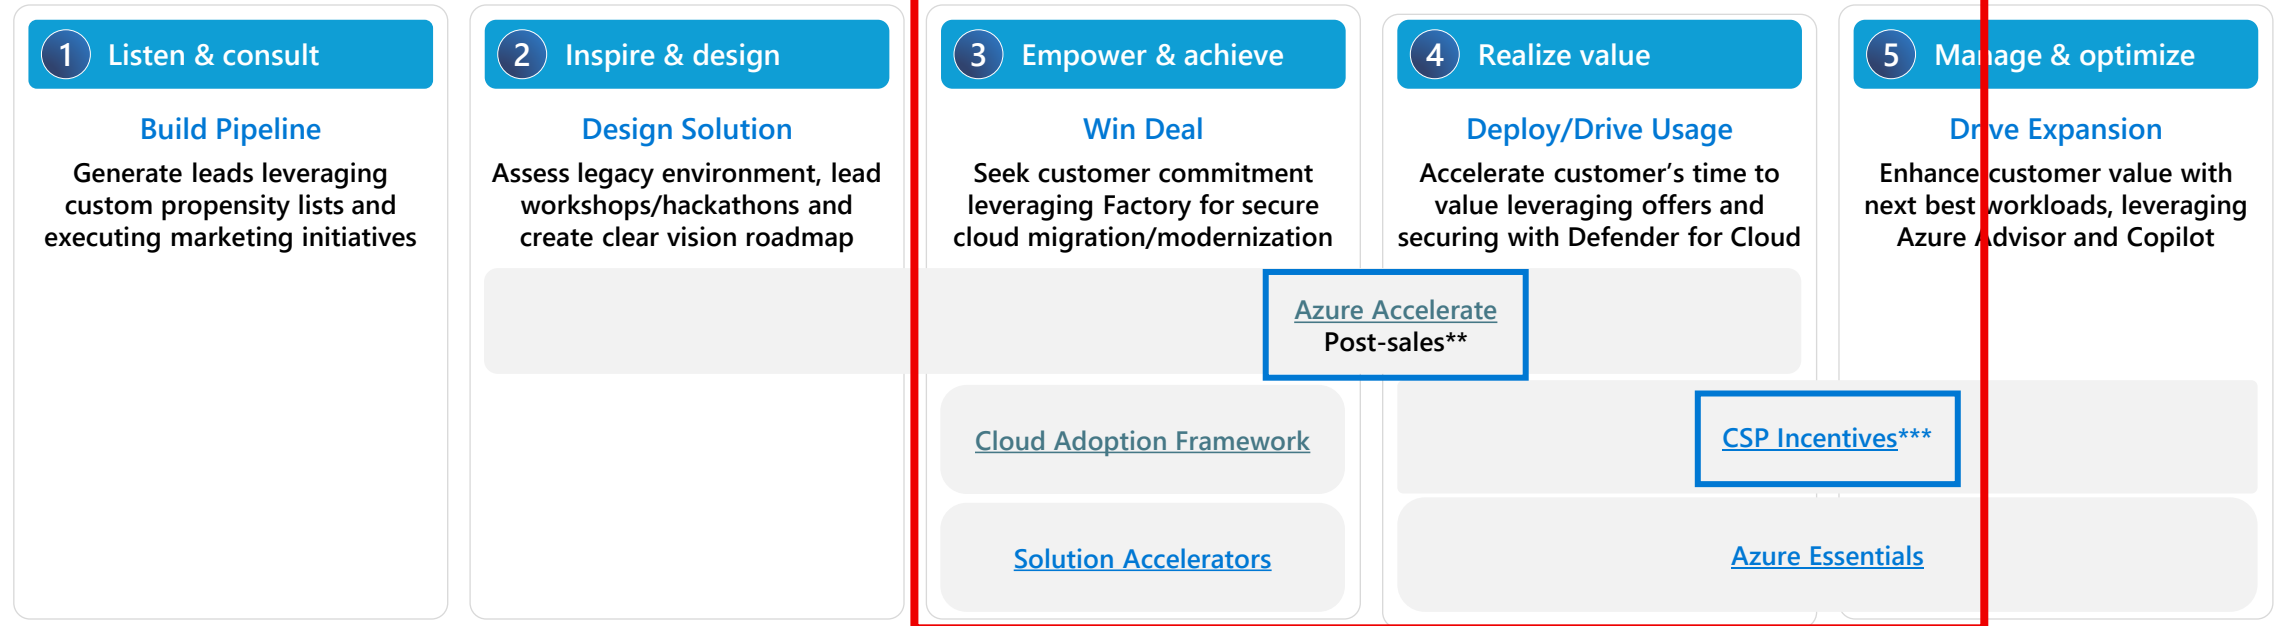 1 Listen & consult
Build Pipeline
Generate leads leveraging
custom propensity lists and
executing marketing initiatives
2 Inspire & design
Design Solution
Assess legacy environment, lead
workshops/hackathons and
create clear vision roadmap
3 Empower & achieve
Win Deal
Seek customer commitment
leveraging Factory for secure
cloud migration/modernization
4 Realize value
Deploy/Drive Usage
Accelerate customer’s time to
value leveraging offers and
securing with Defender for Cloud
5 Manage & optimize
Drive Expansion
Enhance customer value with
next best workloads, leveraging
Azure Advisor and Copilot
Azure Accelerate
Post-sales**
Cloud Adoption Framework
CSP Incentives***
Solution Accelerators
Azure Essentials